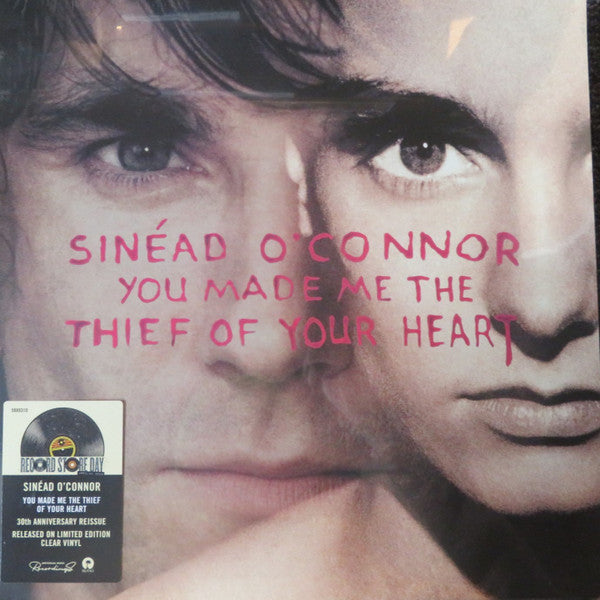 SINÉAD O'CONNOR
YOU MADE ME THE
THIEF OF YOUR HEART
RECORD STORE DAY
SINÉAD O'CONNOR
YOU MADE ME THE THIEF
OF YOUR HEART
30th ANNIVERSARY REISSUE
RELEASED ON LIMITED EDITION
CLEAR VINYL
Recordings